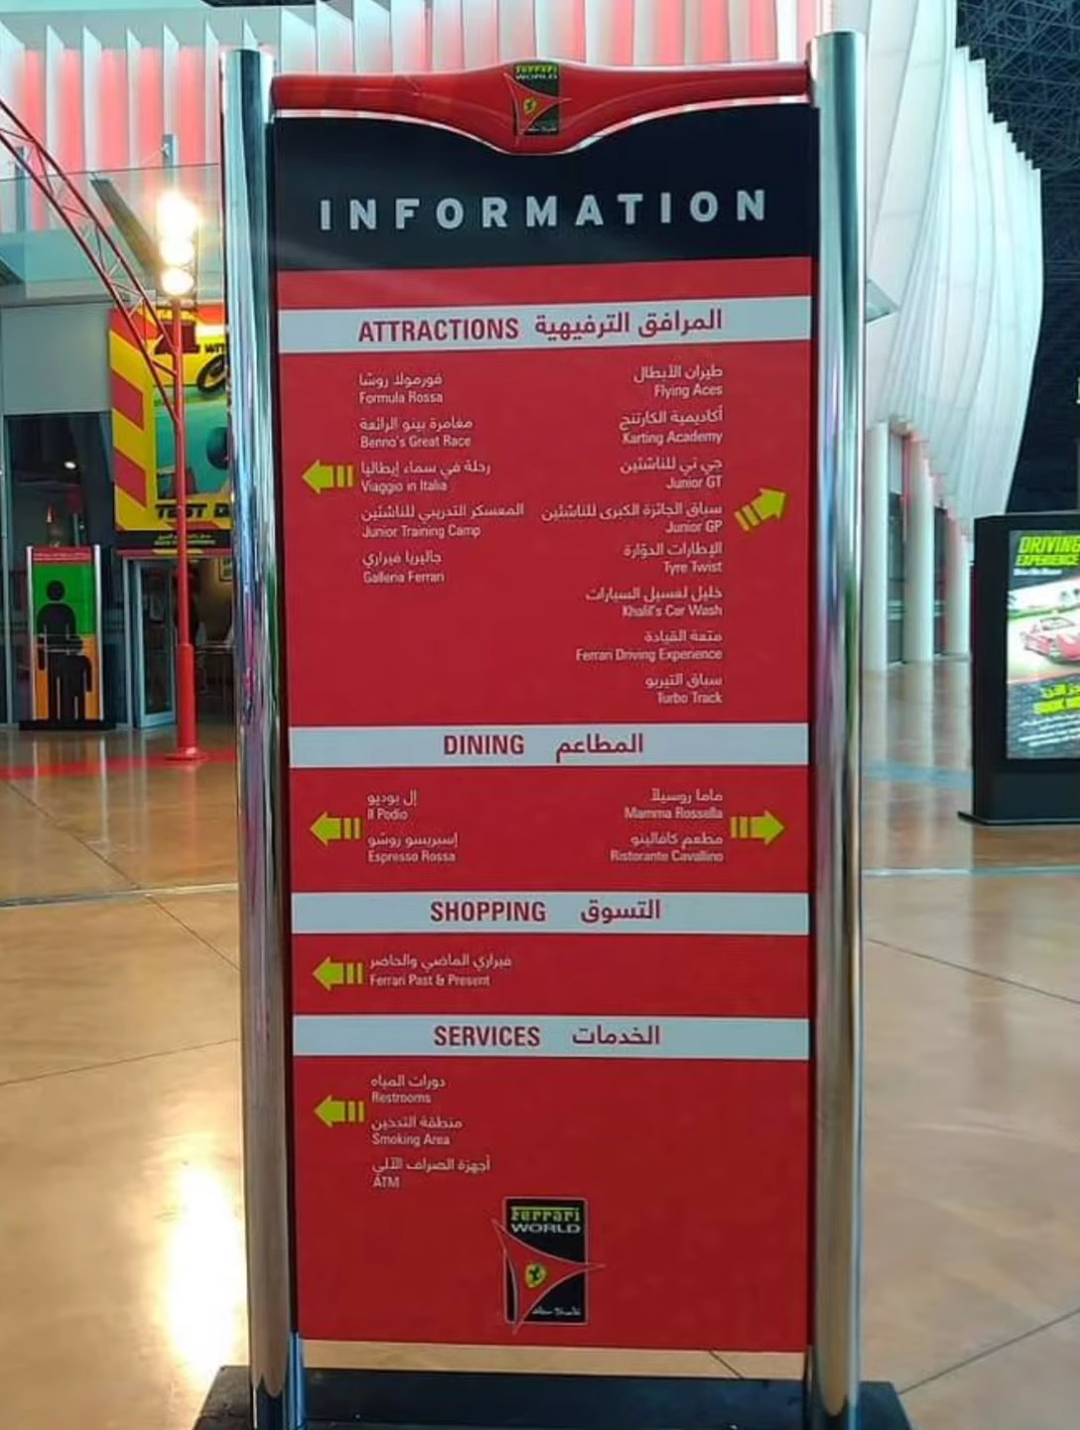 Ferrari
WORLD
INFORMATION
ATTRACTIONS المرافق الترفيهية
فورمولا روسّا
Formula Rossa
مغامرة بينو الرائعة
Benno's Great Race
رحلة في سماء إيطاليا
Viaggio in Italia
المعسكر التدريبي للناشئين
Junior Training Camp
جاليريا فيراري
Galleria Ferrari
طيران الأبطال
Flying Aces
أكاديمية الكارتنج
Karting Academy
جي تي للناشئين
Junior GT
سباق الجائزة الكبرى للناشئين
Junior GP
الإطارات الدوّارة
Tyre Twist
خليل لغسيل السيارات
Khalil's Car Wash
متعة القيادة
Ferrari Driving Experience
سباق التيربو
Turbo Track
DINING المطاعم
إل بوديو
Il Podio
إسبريسو روسّو
Espresso Rossa
ماما روسيلا
Mamma Rossella
مطعم كافالينو
Ristorante Cavallino
SHOPPING التسوق
فيراري الماضي والحاضر
Ferrari Past & Present
SERVICES الخدمات
دورات المياه
Restrooms
منطقة التدخين
Smoking Area
أجهزة الصراف الآلي
ATM
Ferrari
WORLD
Abu Dhabi
DRIVING
EXPERIENCE